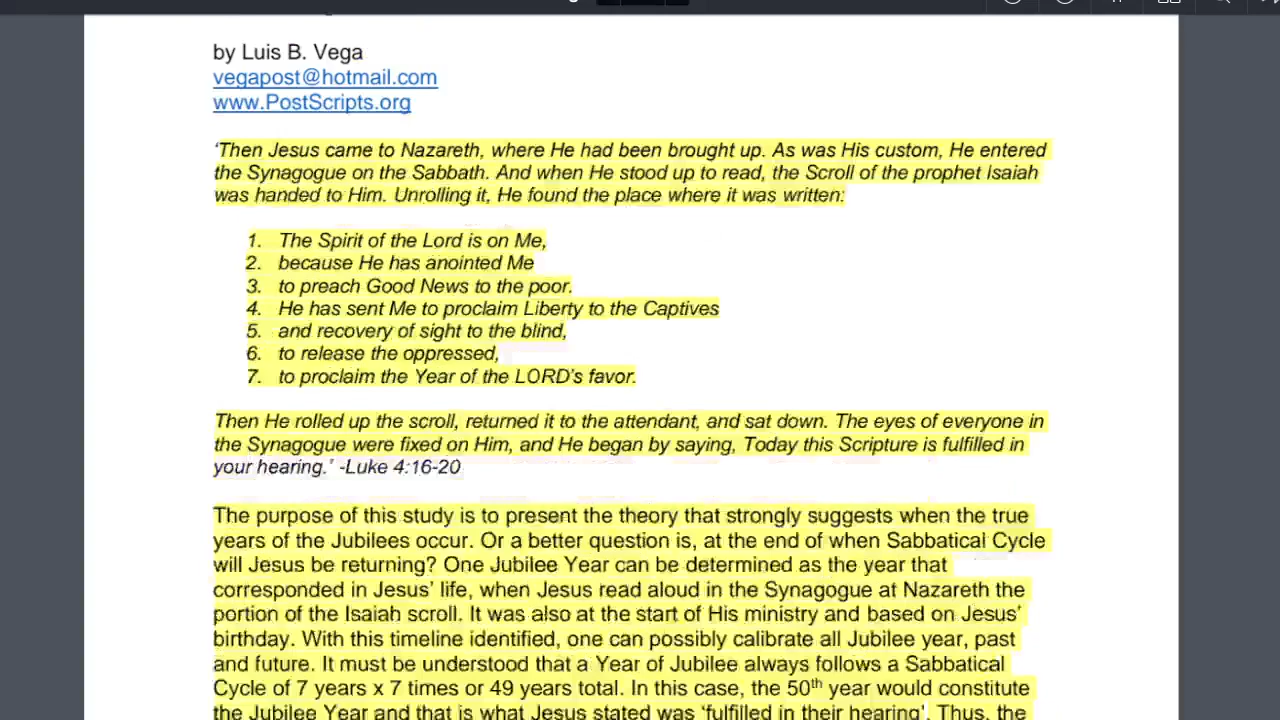 by Luis B. Vega
vegapost@hotmail.com
www.PostScripts.org
‘Then Jesus came to Nazareth, where He had been brought up. As was His custom, He entered
the Synagogue on the Sabbath. And when He stood up to read, the Scroll of the prophet Isaiah
was handed to Him. Unrolling it, He found the place where it was written:
1. The Spirit of the Lord is on Me,
2. because He has anointed Me
3. to preach Good News to the poor.
4. He has sent Me to proclaim Liberty to the Captives
5. and recovery of sight to the blind,
6. to release the oppressed,
7. to proclaim the Year of the LORD’s favor.
Then He rolled up the scroll, returned it to the attendant, and sat down. The eyes of everyone in
the Synagogue were fixed on Him, and He began by saying, Today this Scripture is fulfilled in
your hearing.’ -Luke 4:16-20
The purpose of this study is to present the theory that strongly suggests when the true
years of the Jubilees occur. Or a better question is, at the end of when Sabbatical Cycle
will Jesus be returning? One Jubilee Year can be determined as the year that
corresponded in Jesus’ life, when Jesus read aloud in the Synagogue at Nazareth the
portion of the Isaiah scroll. It was also at the start of His ministry and based on Jesus’
birthday. With this timeline identified, one can possibly calibrate all Jubilee year, past
and future. It must be understood that a Year of Jubilee always follows a Sabbatical
Cycle of 7 years x 7 times or 49 years total. In this case, the 50th year would constitute
the Jubilee Year and that is what Jesus stated was ‘fulfilled in their hearing’. Thus, the